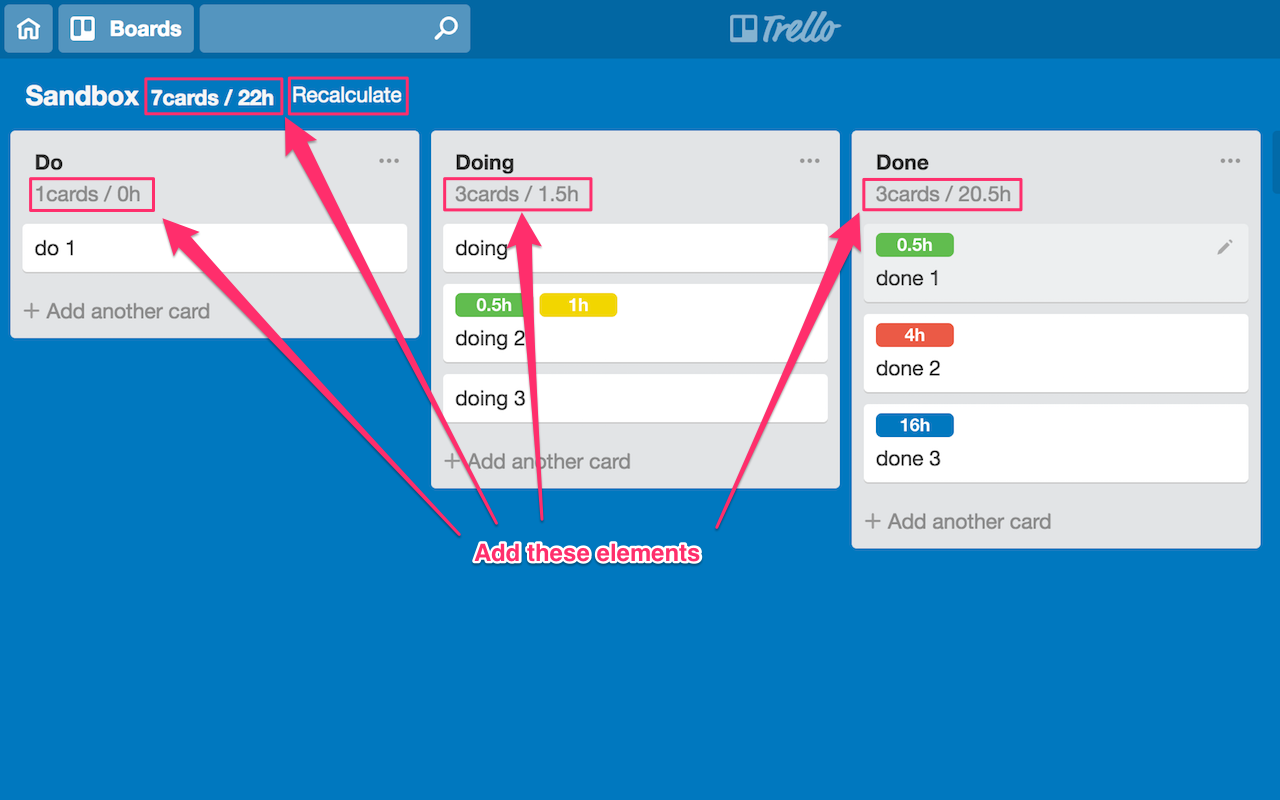 Boards
Trello
Sandbox 7cards / 22h Recalculate
Do
1cards / 0h
do 1
+ Add another card
Doing
3cards / 1.5h
doing
0.5h 1h
doing 2
doing 3
+ Add another card
Done
3cards / 20.5h
0.5h
done 1
4h
done 2
16h
done 3
+ Add another card
Add these elements